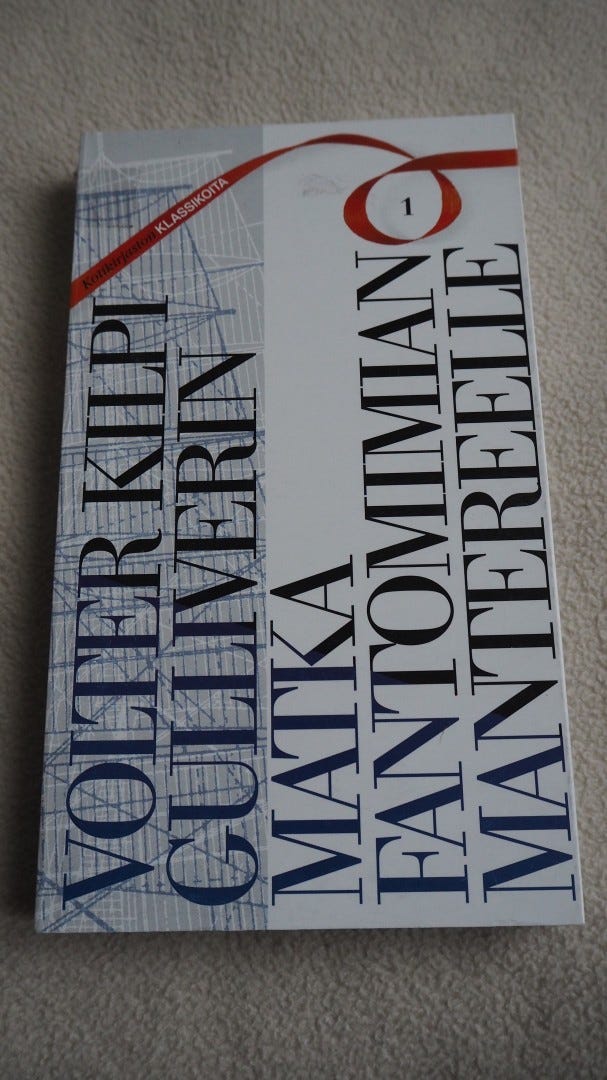 Kotikirjaston KLASSIKOITA
1
VOLTER KILPI
GULLIVERIN
MATKA
FANTOMIMIAN
MANTEREELLE